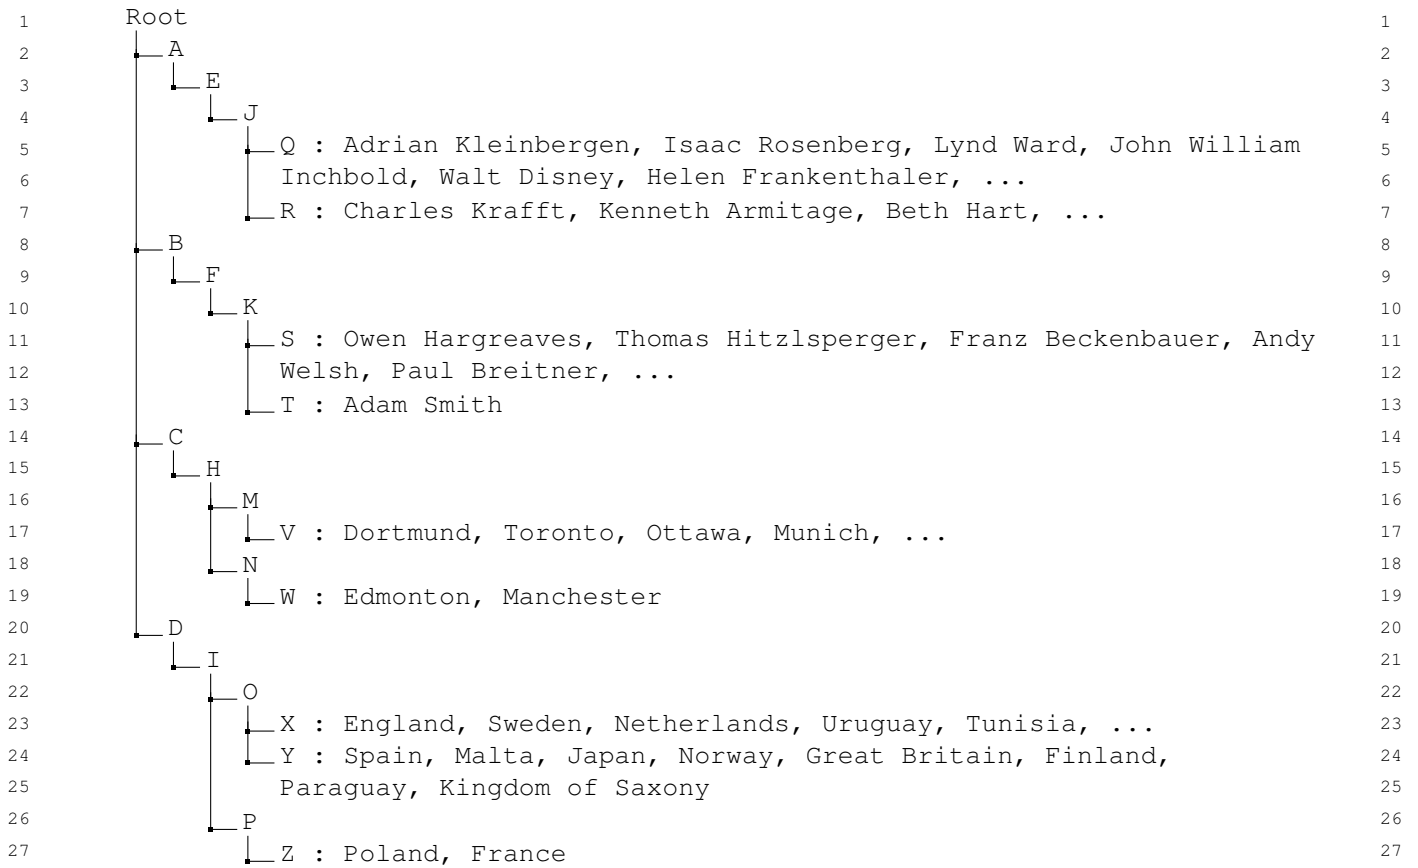 1 Root 1
2 A 2
3 E 3
4 J 4
5 Q : Adrian Kleinbergen, Isaac Rosenberg, Lynd Ward, John William 5
6 Inchbold, Walt Disney, Helen Frankenthaler, ... 6
7 R : Charles Krafft, Kenneth Armitage, Beth Hart, ... 7
8 B 8
9 F 9
10 K 10
11 S : Owen Hargreaves, Thomas Hitzlsperger, Franz Beckenbauer, Andy 11
12 Welsh, Paul Breitner, ... 12
13 T : Adam Smith 13
14 C 14
15 H 15
16 M 16
17 V : Dortmund, Toronto, Ottawa, Munich, ... 17
18 N 18
19 W : Edmonton, Manchester 19
20 D 20
21 I 21
22 O 22
23 X : England, Sweden, Netherlands, Uruguay, Tunisia, ... 23
24 Y : Spain, Malta, Japan, Norway, Great Britain, Finland, 24
25 Paraguay, Kingdom of Saxony 25
26 P 26
27 Z : Poland, France 27